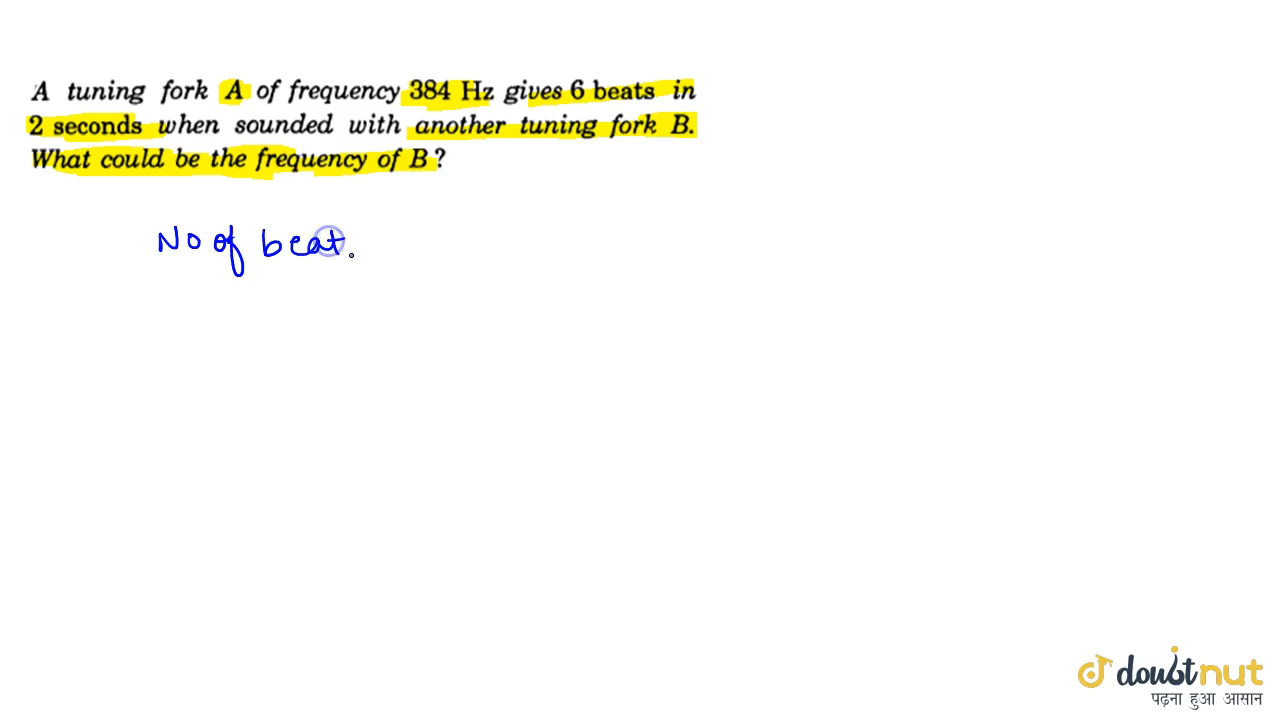 A tuning fork A of frequency 384 Hz gives 6 beats in
2 seconds when sounded with another tuning fork B.
What could be the frequency of B ?
No of beat
doubtnut
पढ़ना हुआ आसान